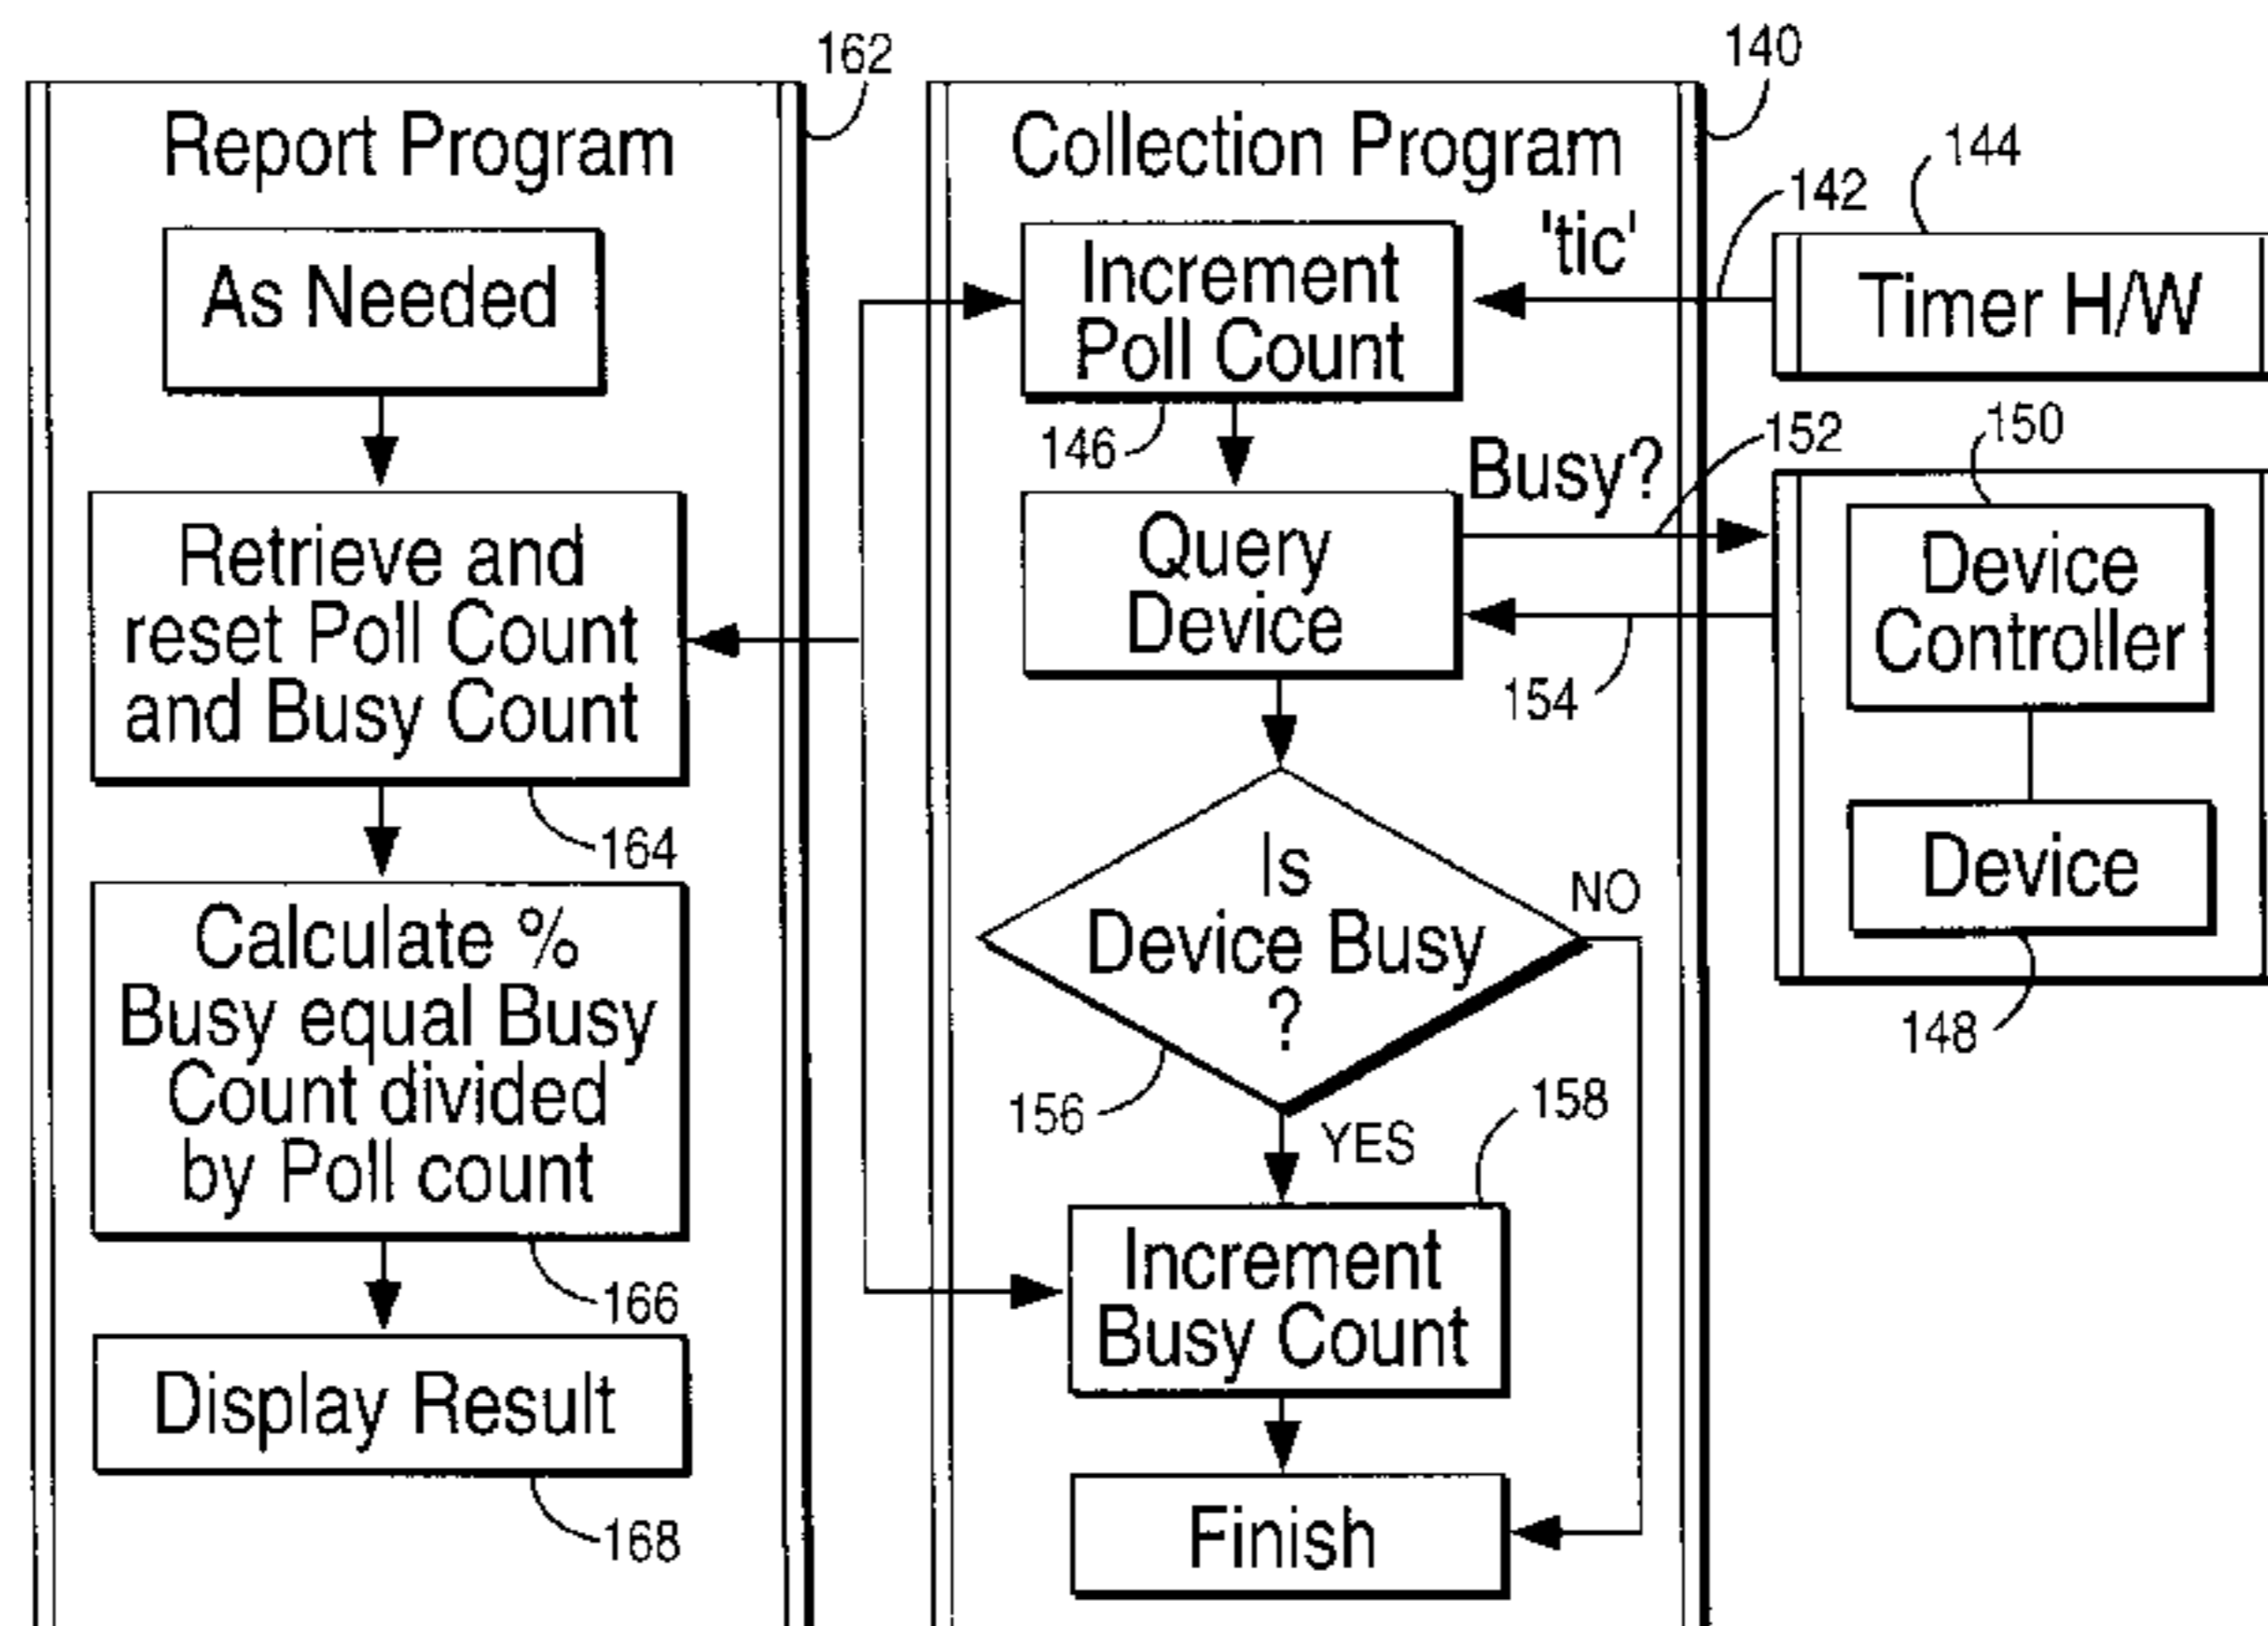 162
Report Program
As Needed
Retrieve and
reset Poll Count
and Busy Count
164
Calculate %
Busy equal Busy
Count divided
by Poll count
166
Display Result
168
140
Collection Program
'tic'
142
144
Timer H/W
Increment
Poll Count
146
Busy?
152
150
Query
Device
154
Device
Controller
Device
148
Is
Device Busy
?
NO
156
YES
158
Increment
Busy Count
Finish